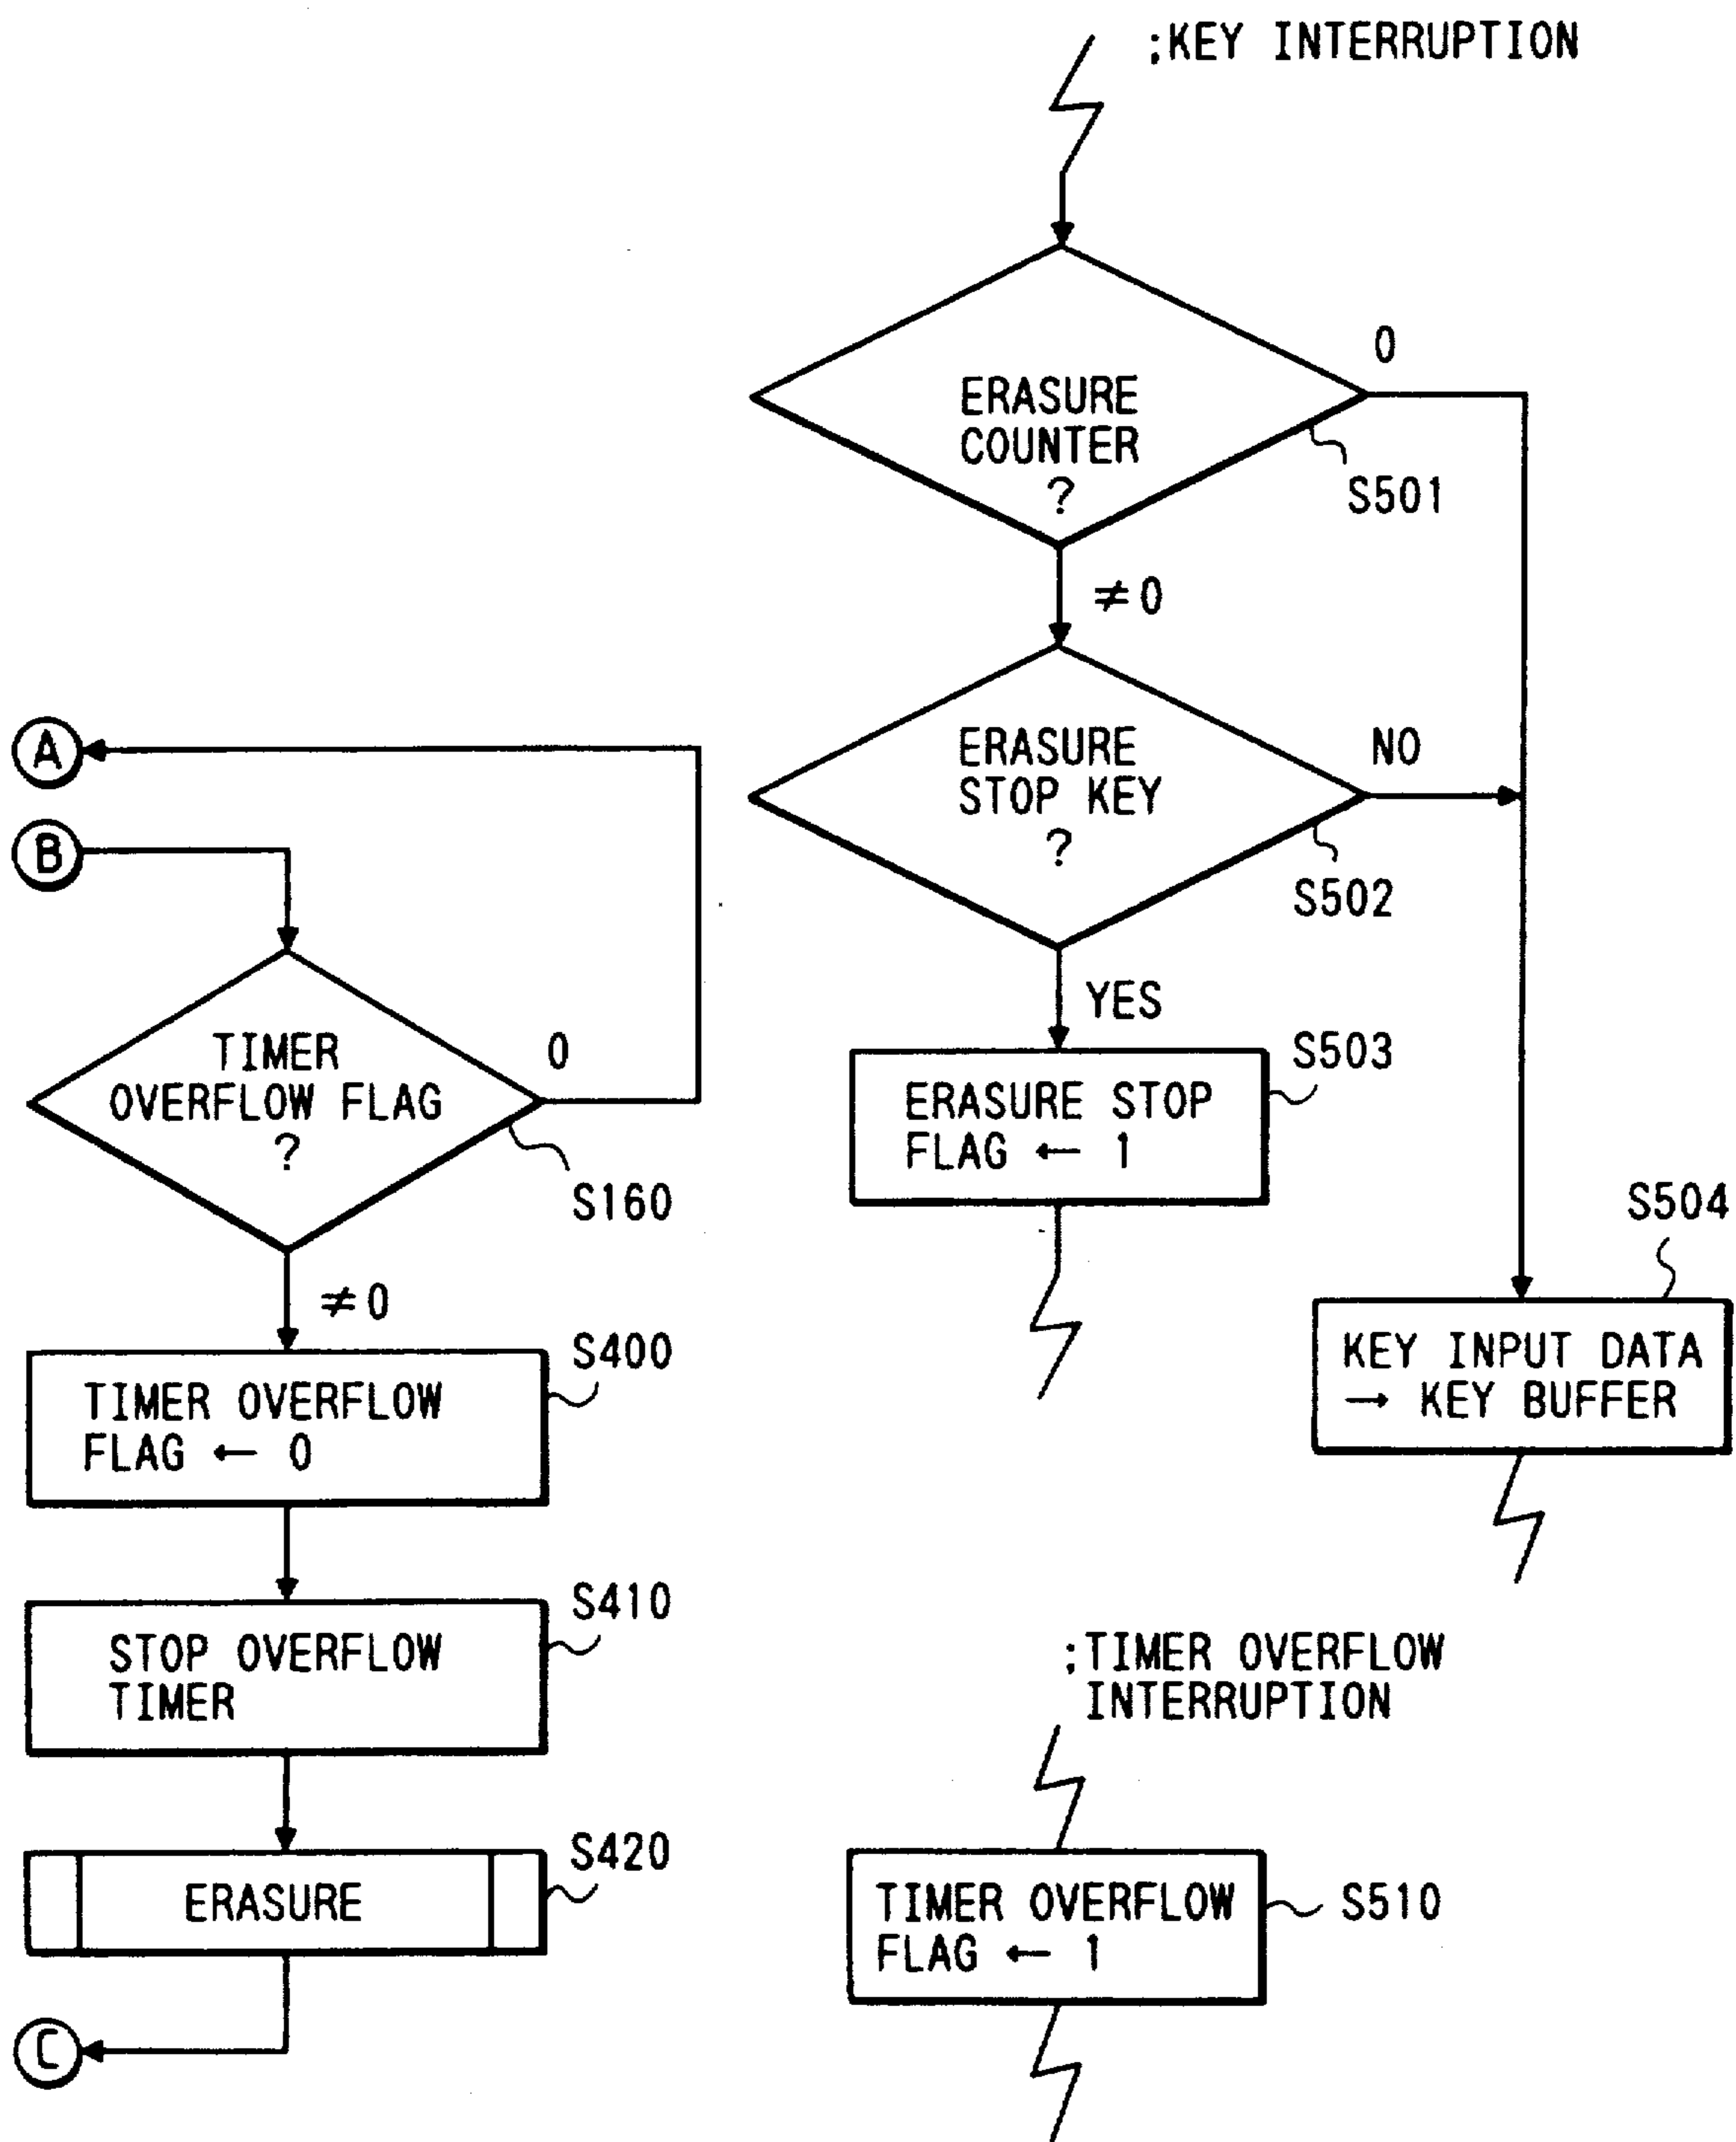 ;KEY INTERRUPTION
0
ERASURE
COUNTER
?
S501
≠0
ERASURE
STOP KEY
?
NO
S502
YES
S503
ERASURE STOP
FLAG ← 1
S504
KEY INPUT DATA
→ KEY BUFFER
A
B
TIMER
OVERFLOW FLAG
?
0
S160
≠0
S400
TIMER OVERFLOW
FLAG ← 0
S410
STOP OVERFLOW
TIMER
S420
ERASURE
C
;TIMER OVERFLOW
INTERRUPTION
TIMER OVERFLOW
FLAG ← 1
S510